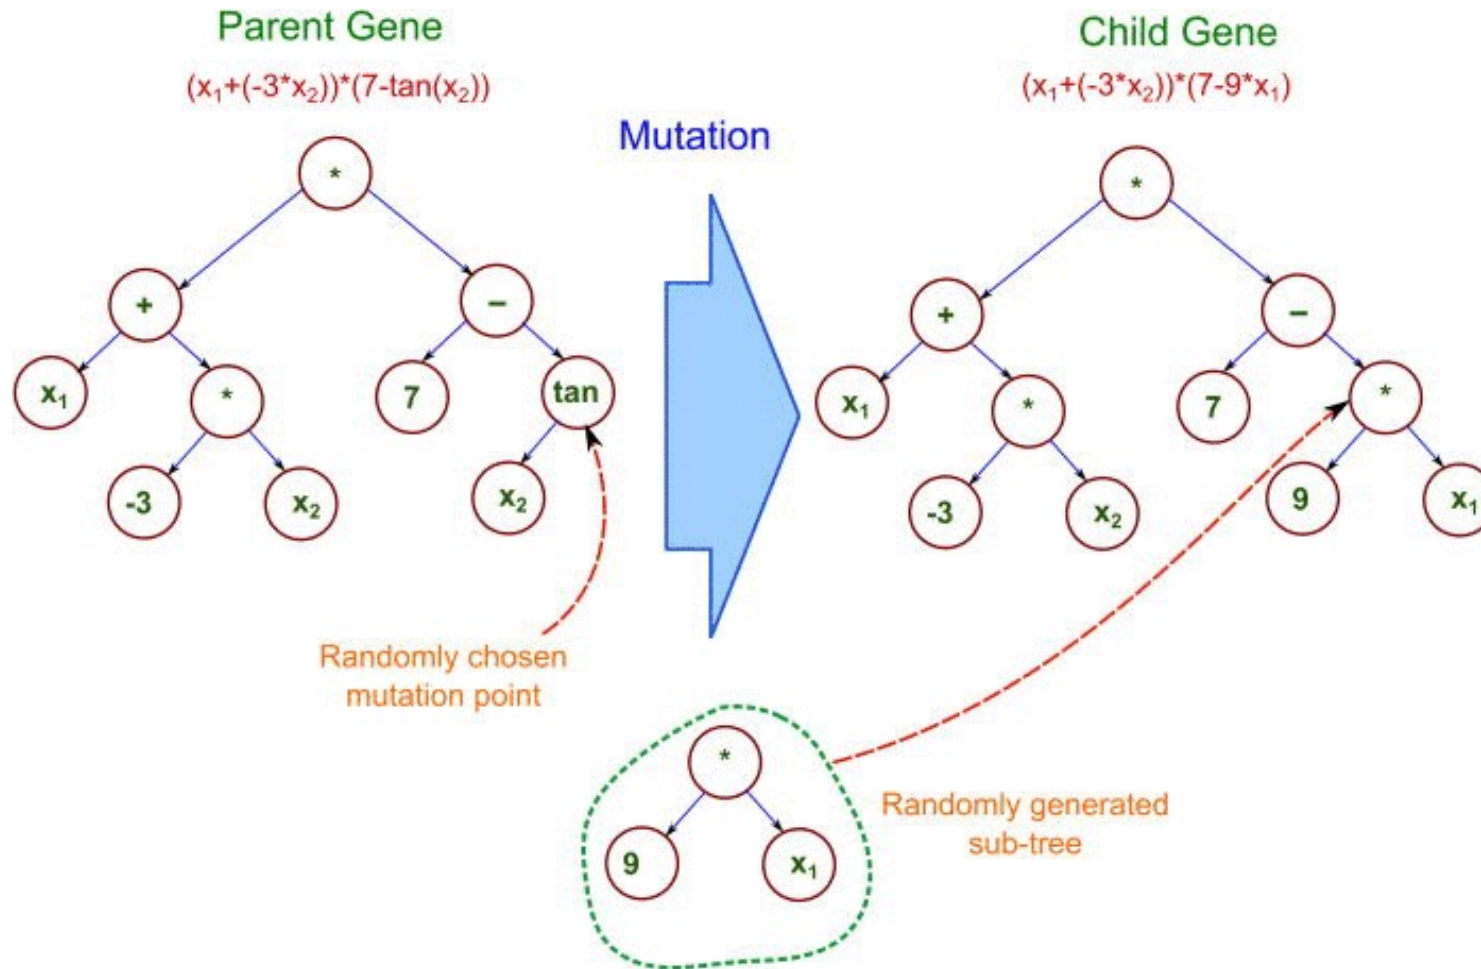 Parent Gene
(x₁+(-3*x₂))*(7-tan(x₂))
Child Gene
(x₁+(-3*x₂))*(7-9*x₁)
Mutation
*
+
–
x₁
*
7
tan
-3
x₂
x₂
*
+
–
x₁
*
7
*
-3
x₂
9
x₁
Randomly chosen
mutation point
*
9
x₁
Randomly generated
sub-tree